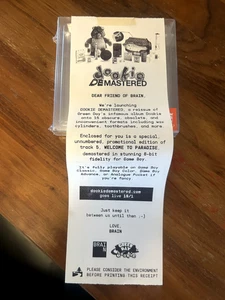 dookie
DEMASTERED
DEAR FRIEND OF BRAIN,
We're launching
DOOKIE DEMASTERED, a reissue of
Green Day's infamous album Dookie
onto 15 obscure, obsolete, and
inconvenient formats including wax
cylinders, toothbrushes, and more
Enclosed for you is a special,
unnumbered, promotional edition of
track 5, WELCOME TO PARADISE,
demastered in stunning 8-bit
fidelity for Game Boy.
It's fully playable on Game Boy
Classic, Game Boy Color, Game Boy
Advance, or Analogue Pocket if
you're fancy
dookiedemastered.com
goes live 10/1
Just keep it
between us until then :-)
LOVE,
BRAIN
BRAI
N
PLEASE CONSIDER THE ENVIRONMENT
BEFORE PRINTING THIS RECEIPT